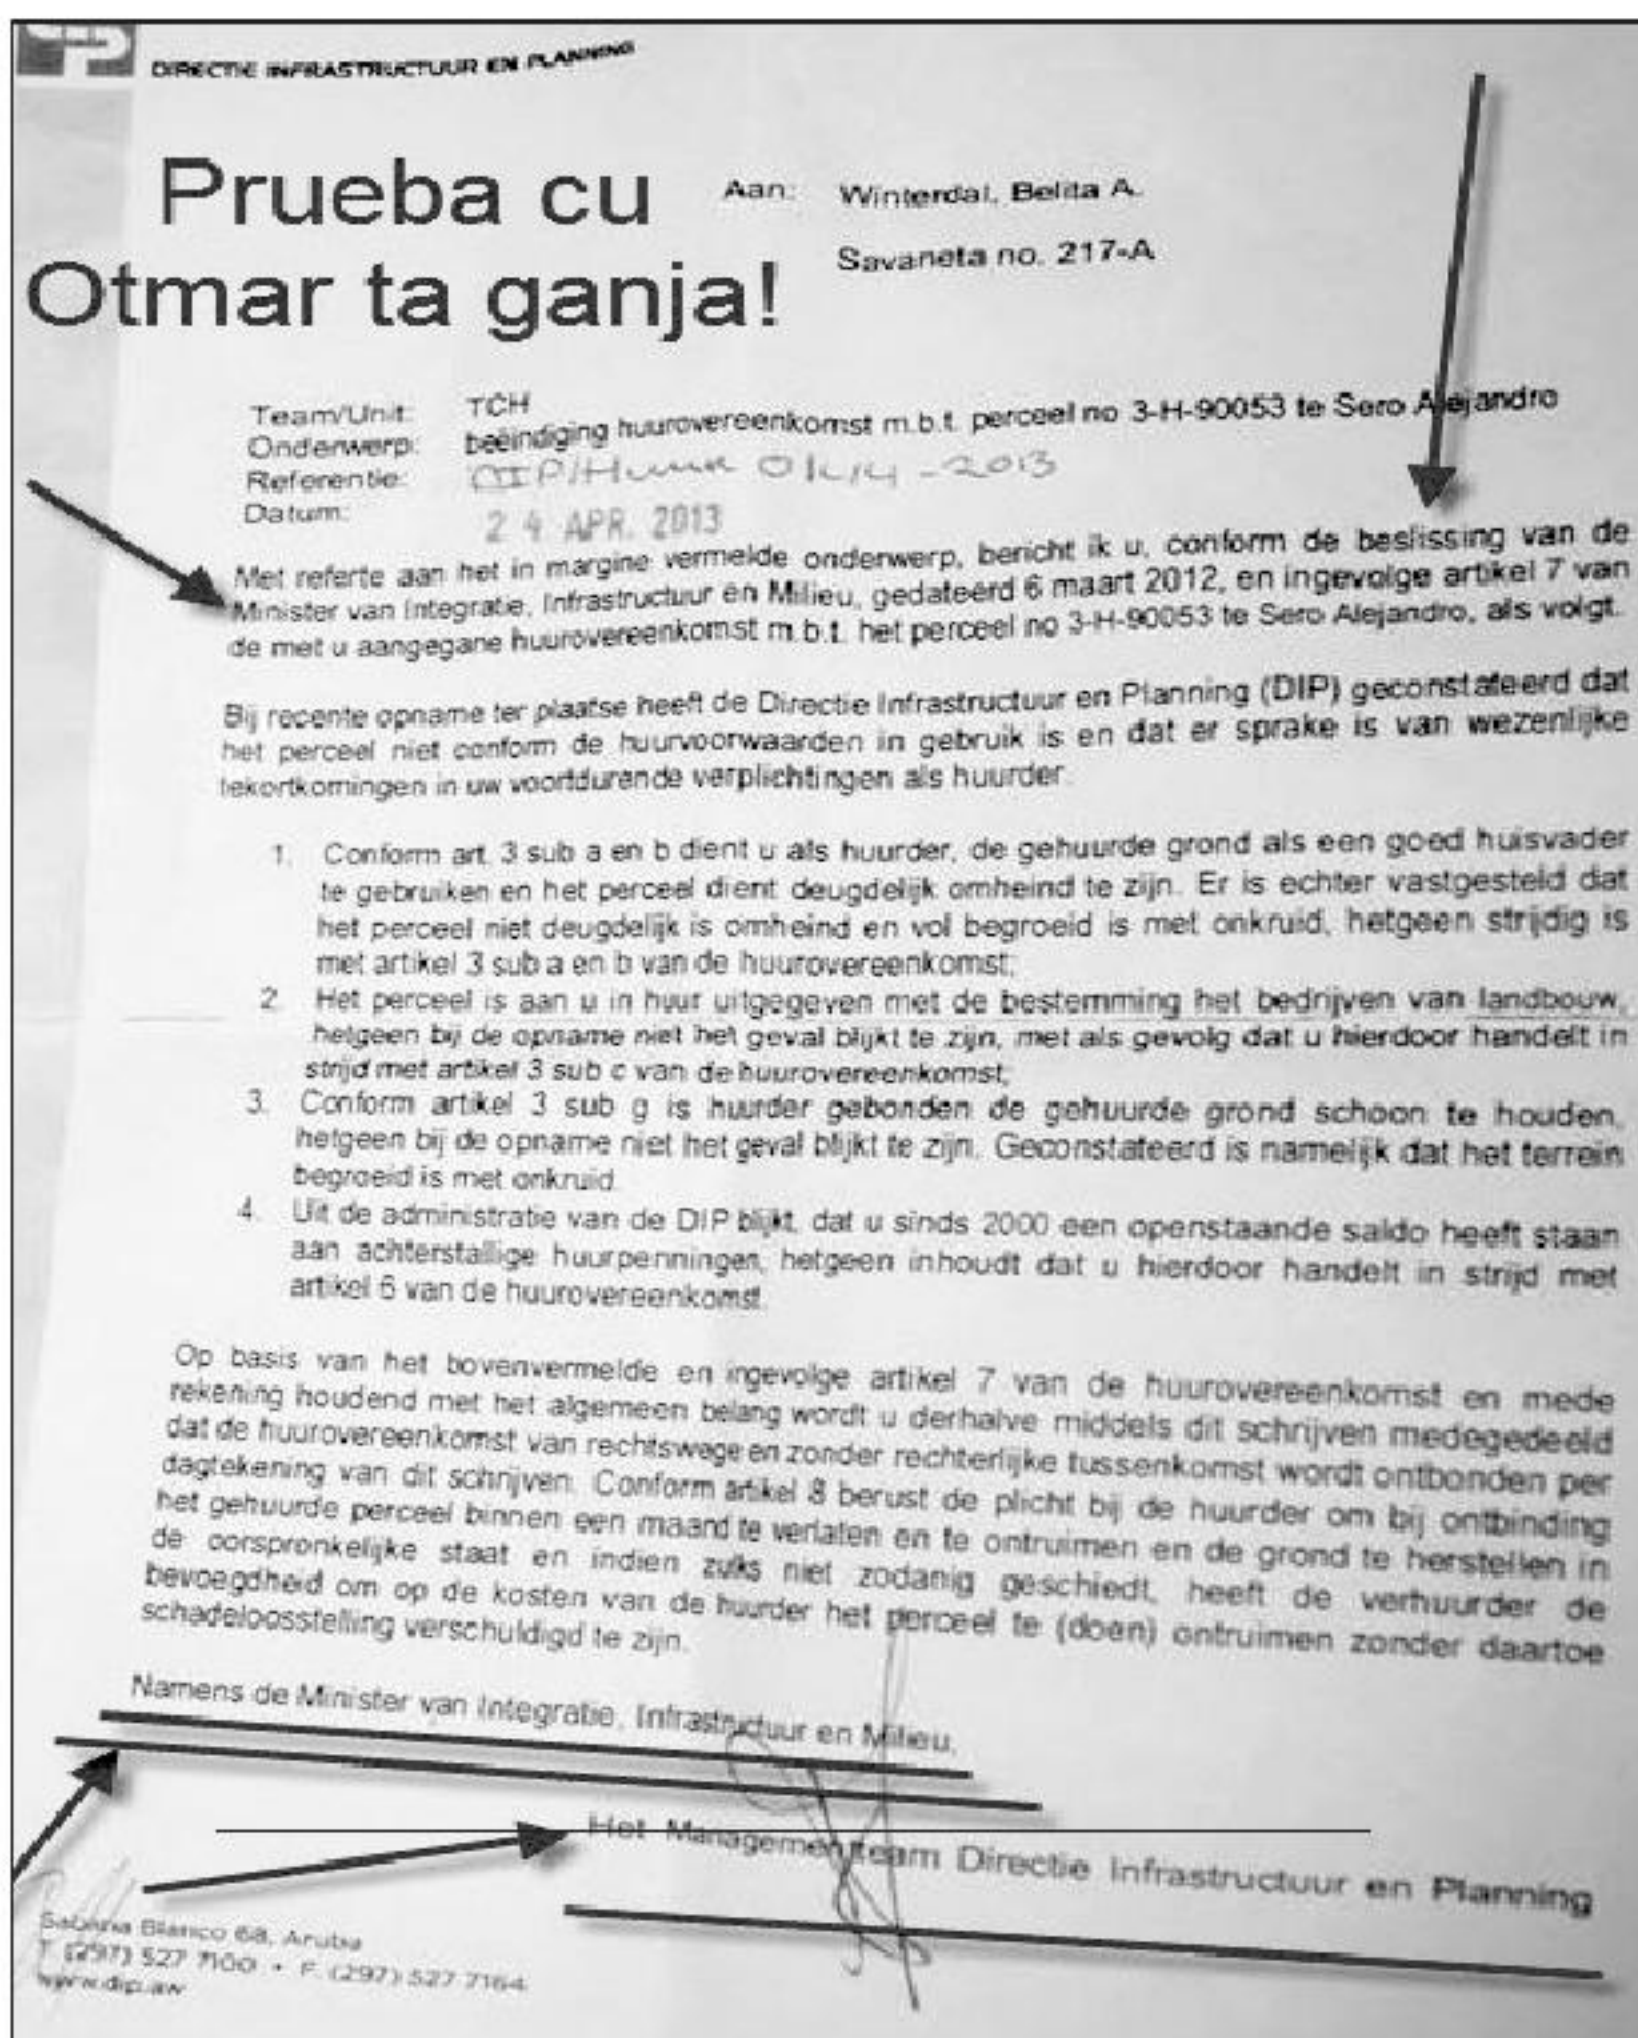 DIRECTIE INFRASTRUCTUUR EN PLANNING
Prueba cu
Otmar ta ganja!
Aan: Winterdal, Belita A.
Savaneta no. 217-A
Team/Unit: TCH
Onderwerp: beëindiging huurovereenkomst m.b.t. perceel no 3-H-90053 te Sero Alejandro
Referentie: DIP/Huur - 2013
Datum: 24 APR. 2013
Met referte aan het in margine vermelde onderwerp, bericht ik u, conform de beslissing van de
Minister van Integratie, Infrastructuur en Milieu, gedateerd 6 maart 2012, en ingevolge artikel 7 van
de met u aangegane huurovereenkomst m.b.t. het perceel no 3-H-90053 te Sero Alejandro, als volgt.
Bij recente opname ter plaatse heeft de Directie Infrastructuur en Planning (DIP) geconstateerd dat
het perceel niet conform de huurvoorwaarden in gebruik is en dat er sprake is van wezenlijke
tekortkomingen in uw voortdurende verplichtingen als huurder.
1. Conform art. 3 sub a en b dient u als huurder, de gehuurde grond als een goed huisvader
te gebruiken en het perceel dient deugdelijk omheind te zijn. Er is echter vastgesteld dat
het perceel niet deugdelijk is omheind en vol begroeid is met onkruid, hetgeen strijdig is
met artikel 3 sub a en b van de huurovereenkomst;
2. Het perceel is aan u in huur uitgegeven met de bestemming het bedrijven van landbouw,
hetgeen bij de opname niet het geval blijkt te zijn, met als gevolg dat u hierdoor handelt in
strijd met artikel 3 sub c van de huurovereenkomst;
3. Conform artikel 3 sub g is huurder gebonden de gehuurde grond schoon te houden,
hetgeen bij de opname niet het geval blijkt te zijn. Geconstateerd is namelijk dat het terrein
begroeid is met onkruid.
4. Uit de administratie van de DIP blijkt, dat u sinds 2000 een openstaande saldo heeft staan
aan achterstallige huurpenningen, hetgeen inhoudt dat u hierdoor handelt in strijd met
artikel 6 van de huurovereenkomst.
Op basis van het bovenvermelde en ingevolge artikel 7 van de huurovereenkomst en mede
rekening houdend met het algemeen belang wordt u derhalve middels dit schrijven medegedeeld
dat de huurovereenkomst van rechtswege en zonder rechterlijke tussenkomst wordt ontbonden per
dagtekening van dit schrijven. Conform artikel 8 berust de plicht bij de huurder om bij ontbinding
het gehuurde perceel binnen een maand te verlaten en te ontruimen en de grond te herstellen in
de oorspronkelijke staat en indien zulks niet zodanig geschiedt, heeft de verhuurder de
bevoegdheid om op de kosten van de huurder het perceel te (doen) ontruimen zonder daartoe
schadeloosstelling verschuldigd te zijn.
Namens de Minister van Integratie, Infrastructuur en Milieu,
Het Managementteam Directie Infrastructuur en Planning
Sabana Blanco 68, Aruba
T. (297) 527 7100 • F. (297) 527 7164
www.dip.aw